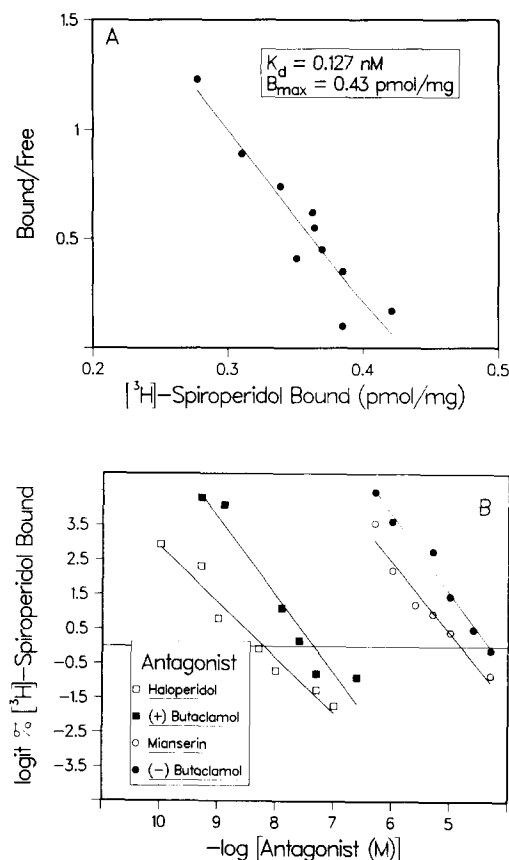 A
K_d = 0.127 nM
B_max = 0.43 pmol/mg
Bound/Free
1.5
1
0.5
0.2
0.3
0.4
0.5
[³H]–Spiroperidol Bound (pmol/mg)
B
logit % [³H]–Spiroperidol Bound
3.5
2.5
1.5
0.5
-0.5
-1.5
-2.5
-3.5
Antagonist
□ Haloperidol
■ (+) Butaclamol
○ Mianserin
● (-) Butaclamol
10
9
8
7
6
5
4
-log [Antagonist (M)]